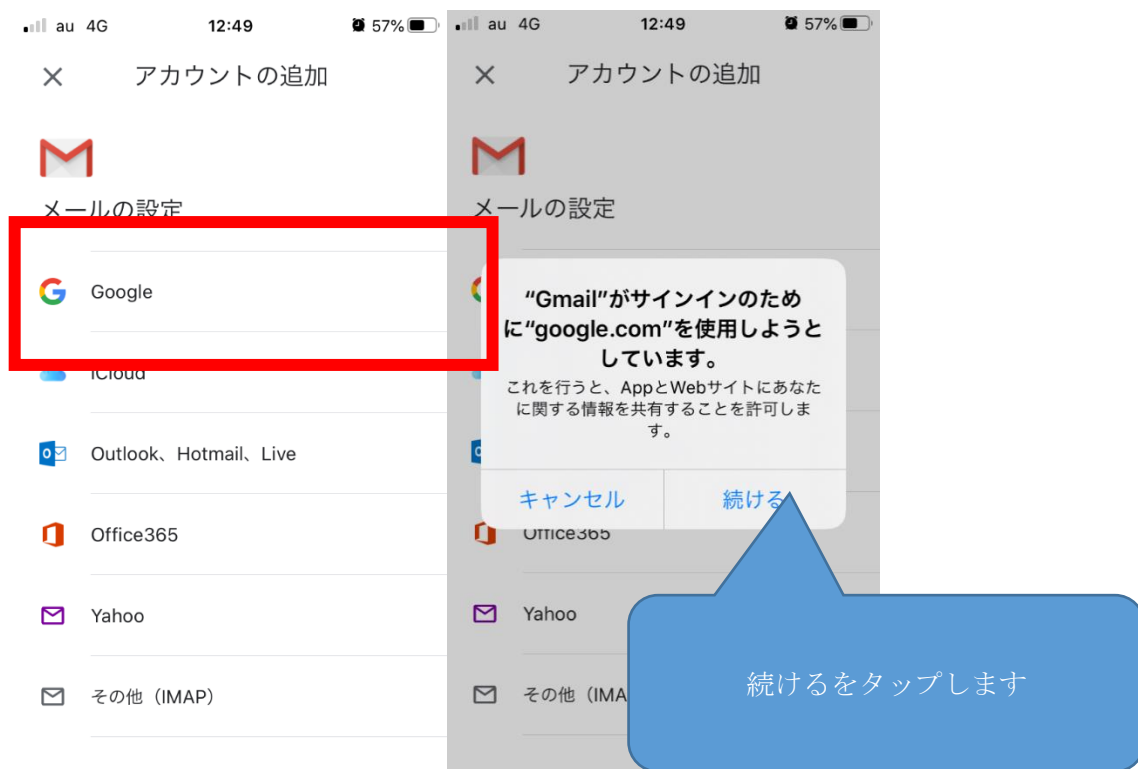 au 4G 12:49 57%
アカウントの追加
メールの設定
Google
iCloud
Outlook、Hotmail、Live
Office365
Yahoo
その他（IMAP）
au 4G 12:49 57%
アカウントの追加
メールの設定
“Gmail”がサインインのため
に“google.com”を使用しようと
しています。
これを行うと、AppとWebサイトにあなた
に関する情報を共有することを許可しま
す。
キャンセル 続ける
Office365
Yahoo
その他（IMA
続けるをタップします